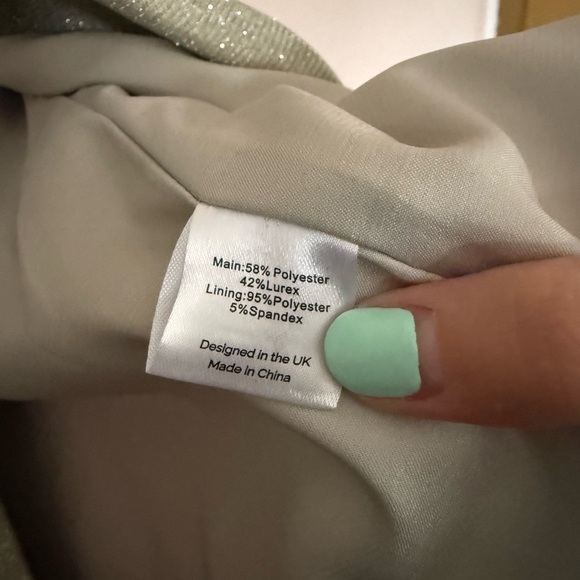 Main:58% Polyester
42%Lurex
Lining:95%Polyester
5%Spandex
Designed in the UK
Made in China